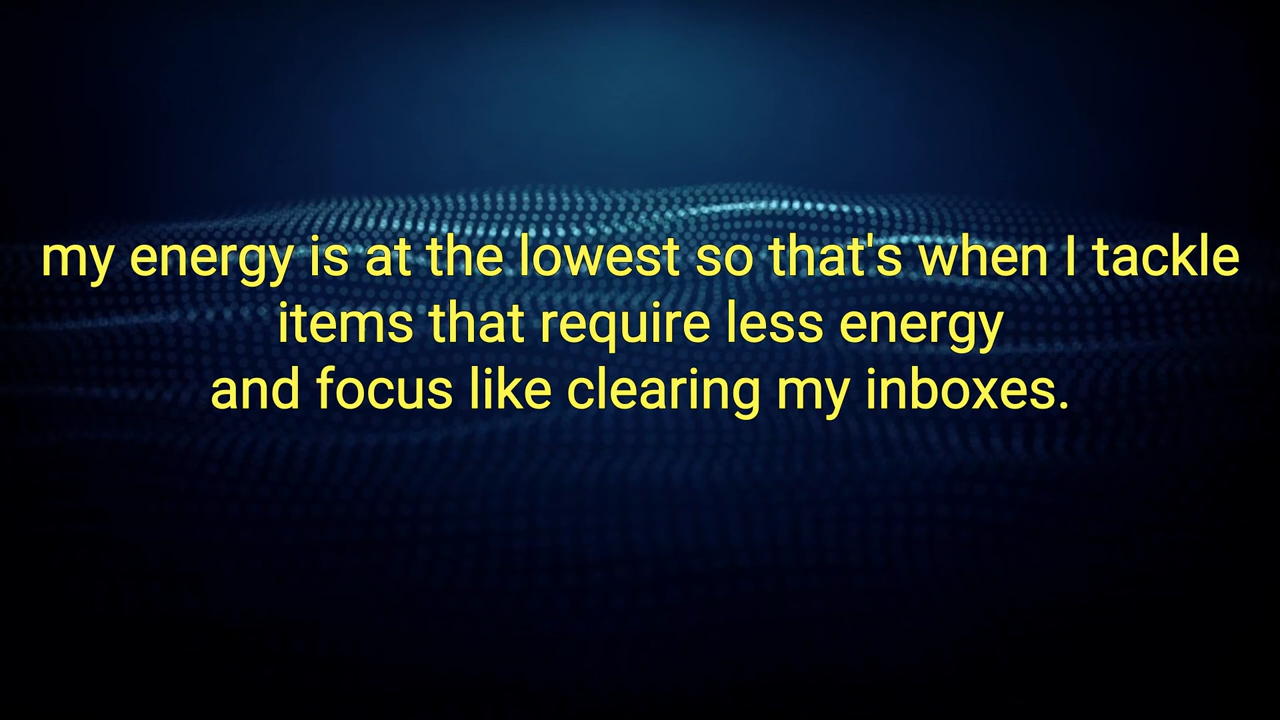 my energy is at the lowest so that's when I tackle
items that require less energy
and focus like clearing my inboxes.